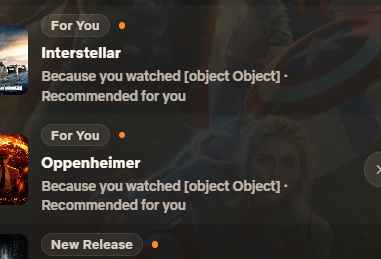 For You
Interstellar
Because you watched [object Object] ·
Recommended for you
For You
Oppenheimer
Because you watched [object Object] ·
Recommended for you
New Release